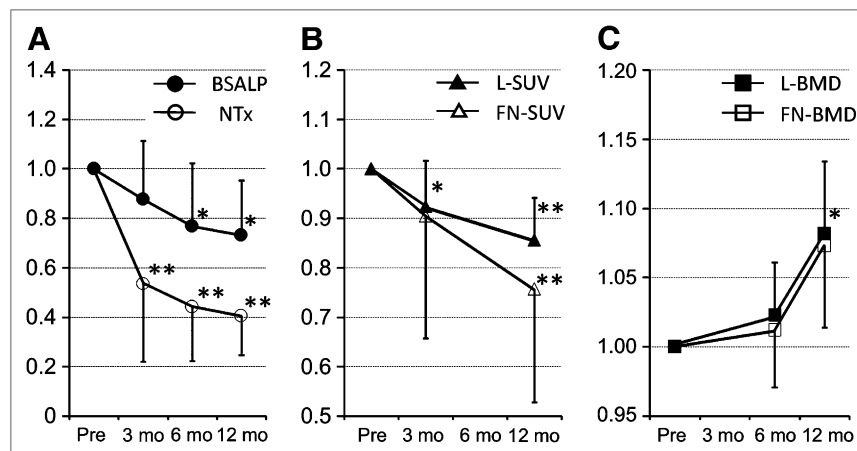 A
B
C
1.4
1.2
1.0
0.8
0.6
0.4
0.2
0
BSALP
NTx
*
*
**
**
**
Pre 3 mo 6 mo 12 mo
1.2
1.1
1.0
0.9
0.8
0.7
0.6
0.5
L-SUV
FN-SUV
*
**
**
Pre 3 mo 6 mo 12 mo
1.20
1.15
1.10
1.05
1.00
0.95
L-BMD
FN-BMD
*
Pre 3 mo 6 mo 12 mo